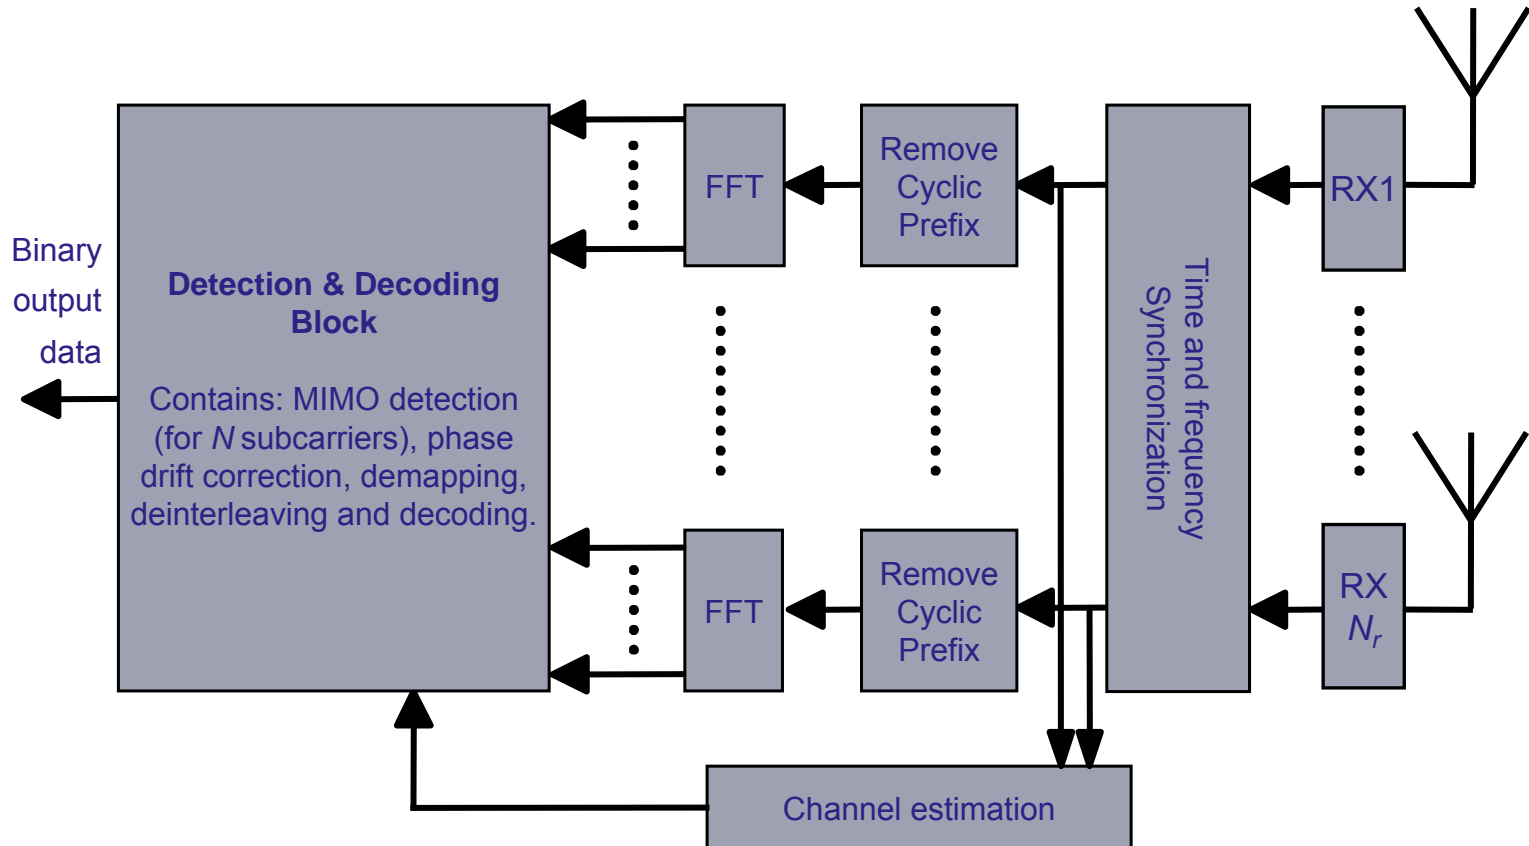 Binary
output
data
Detection & Decoding
Block
Contains: MIMO detection
(for N subcarriers), phase
drift correction, demapping,
deinterleaving and decoding.
FFT
Remove
Cyclic
Prefix
Time and frequency
Synchronization
RX1
FFT
Remove
Cyclic
Prefix
RX
Nr
Channel estimation